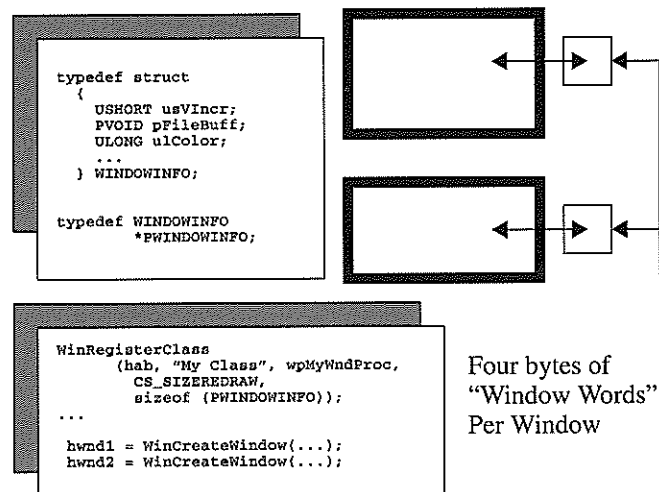 typedef struct
{
USHORT usVIncr;
PVOID pFileBuff;
ULONG ulColor;
...
} WINDOWINFO;
typedef WINDOWINFO
*PWINDOWINFO;
WinRegisterClass
(hab, "My Class", wpMyWndProc,
CS_SIZEREDRAW,
sizeof (PWINDOWINFO));
...
hwnd1 = WinCreateWindow(...);
hwnd2 = WinCreateWindow(...);
Four bytes of
"Window Words"
Per Window